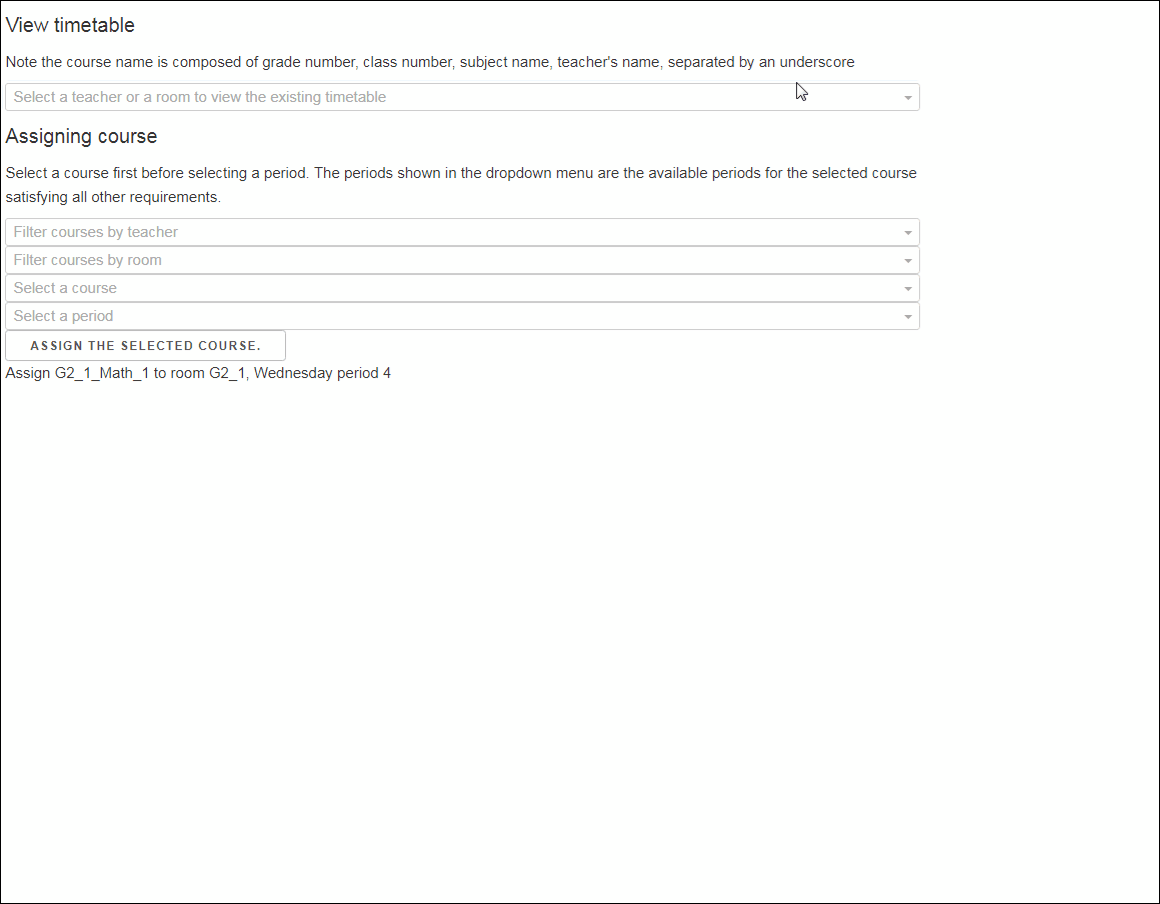 View timetable
Note the course name is composed of grade number, class number, subject name, teacher's name, separated by an underscore
Select a teacher or a room to view the existing timetable
Assigning course
Select a course first before selecting a period. The periods shown in the dropdown menu are the available periods for the selected course
satisfying all other requirements.
Filter courses by teacher
Filter courses by room
Select a course
Select a period
ASSIGN THE SELECTED COURSE.
Assign G2_1_Math_1 to room G2_1, Wednesday period 4